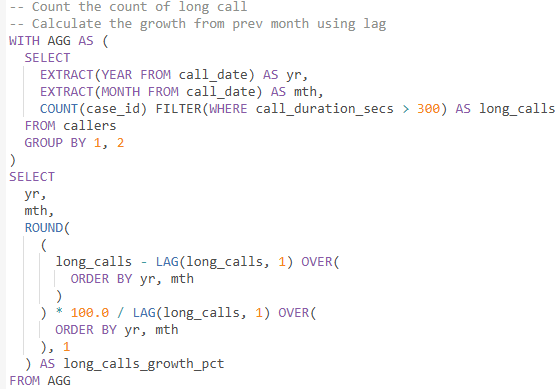 -- Count the count of long call
-- Calculate the growth from prev month using lag
WITH AGG AS (
  SELECT
    EXTRACT(YEAR FROM call_date) AS yr,
    EXTRACT(MONTH FROM call_date) AS mth,
    COUNT(case_id) FILTER(WHERE call_duration_secs > 300) AS long_calls
  FROM callers
  GROUP BY 1, 2
)
SELECT
  yr,
  mth,
  ROUND(
    (
      long_calls - LAG(long_calls, 1) OVER(
        ORDER BY yr, mth
      )
    ) * 100.0 / LAG(long_calls, 1) OVER(
      ORDER BY yr, mth
    ), 1
  ) AS long_calls_growth_pct
FROM AGG